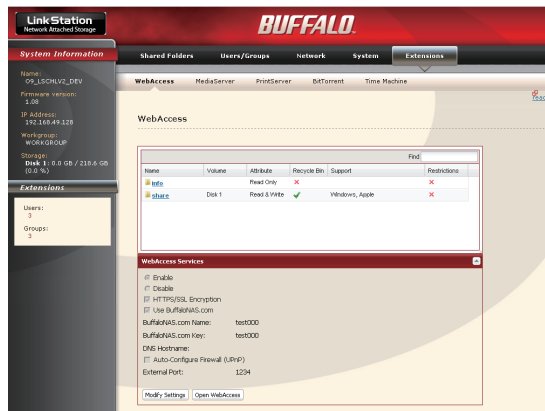 LinkStation
Network Attached Storage
BUFFALO
System Information
Shared Folders Users/Groups Network System Extensions
WebAccess MediaServer PrintServer BitTorrent Time Machine
Name:
09_LSCHLV2_DEV
Firmware version:
1.08
IP Address:
192.168.49.128
Workgroup:
WORKGROUP
Storage:
Disk 1: 0.0 GB / 218.6 GB
(0.0 %)
Extensions
Users:
3
Groups:
3
WebAccess
Find
Name Volume Attribute Recycle Bin Support Restrictions
info Read Only
share Disk 1 Read & Write Windows, Apple
WebAccess Services
Enable
Disable
HTTPS/SSL Encryption
Use BuffaloNAS.com
BuffaloNAS.com Name: test000
BuffaloNAS.com Key: test000
DNS Hostname:
Auto-Configure Firewall (UPnP)
External Port: 1234
Modify Settings Open WebAccess